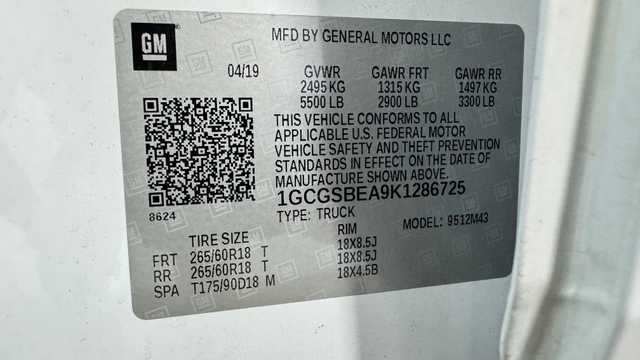 GM
MFD BY GENERAL MOTORS LLC
04/19 GVWR GAWR FRT GAWR RR
2495 KG 1315 KG 1497 KG
5500 LB 2900 LB 3300 LB
THIS VEHICLE CONFORMS TO ALL
APPLICABLE U.S. FEDERAL MOTOR
VEHICLE SAFETY AND THEFT PREVENTION
STANDARDS IN EFFECT ON THE DATE OF
MANUFACTURE SHOWN ABOVE.
1GCGSBEA9K1286725
8624 TYPE: TRUCK MODEL: 9512M43
TIRE SIZE RIM
FRT 265/60R18 T 18X8.5J
RR 265/60R18 T 18X8.5J
SPA T175/90D18 M 18X4.5B